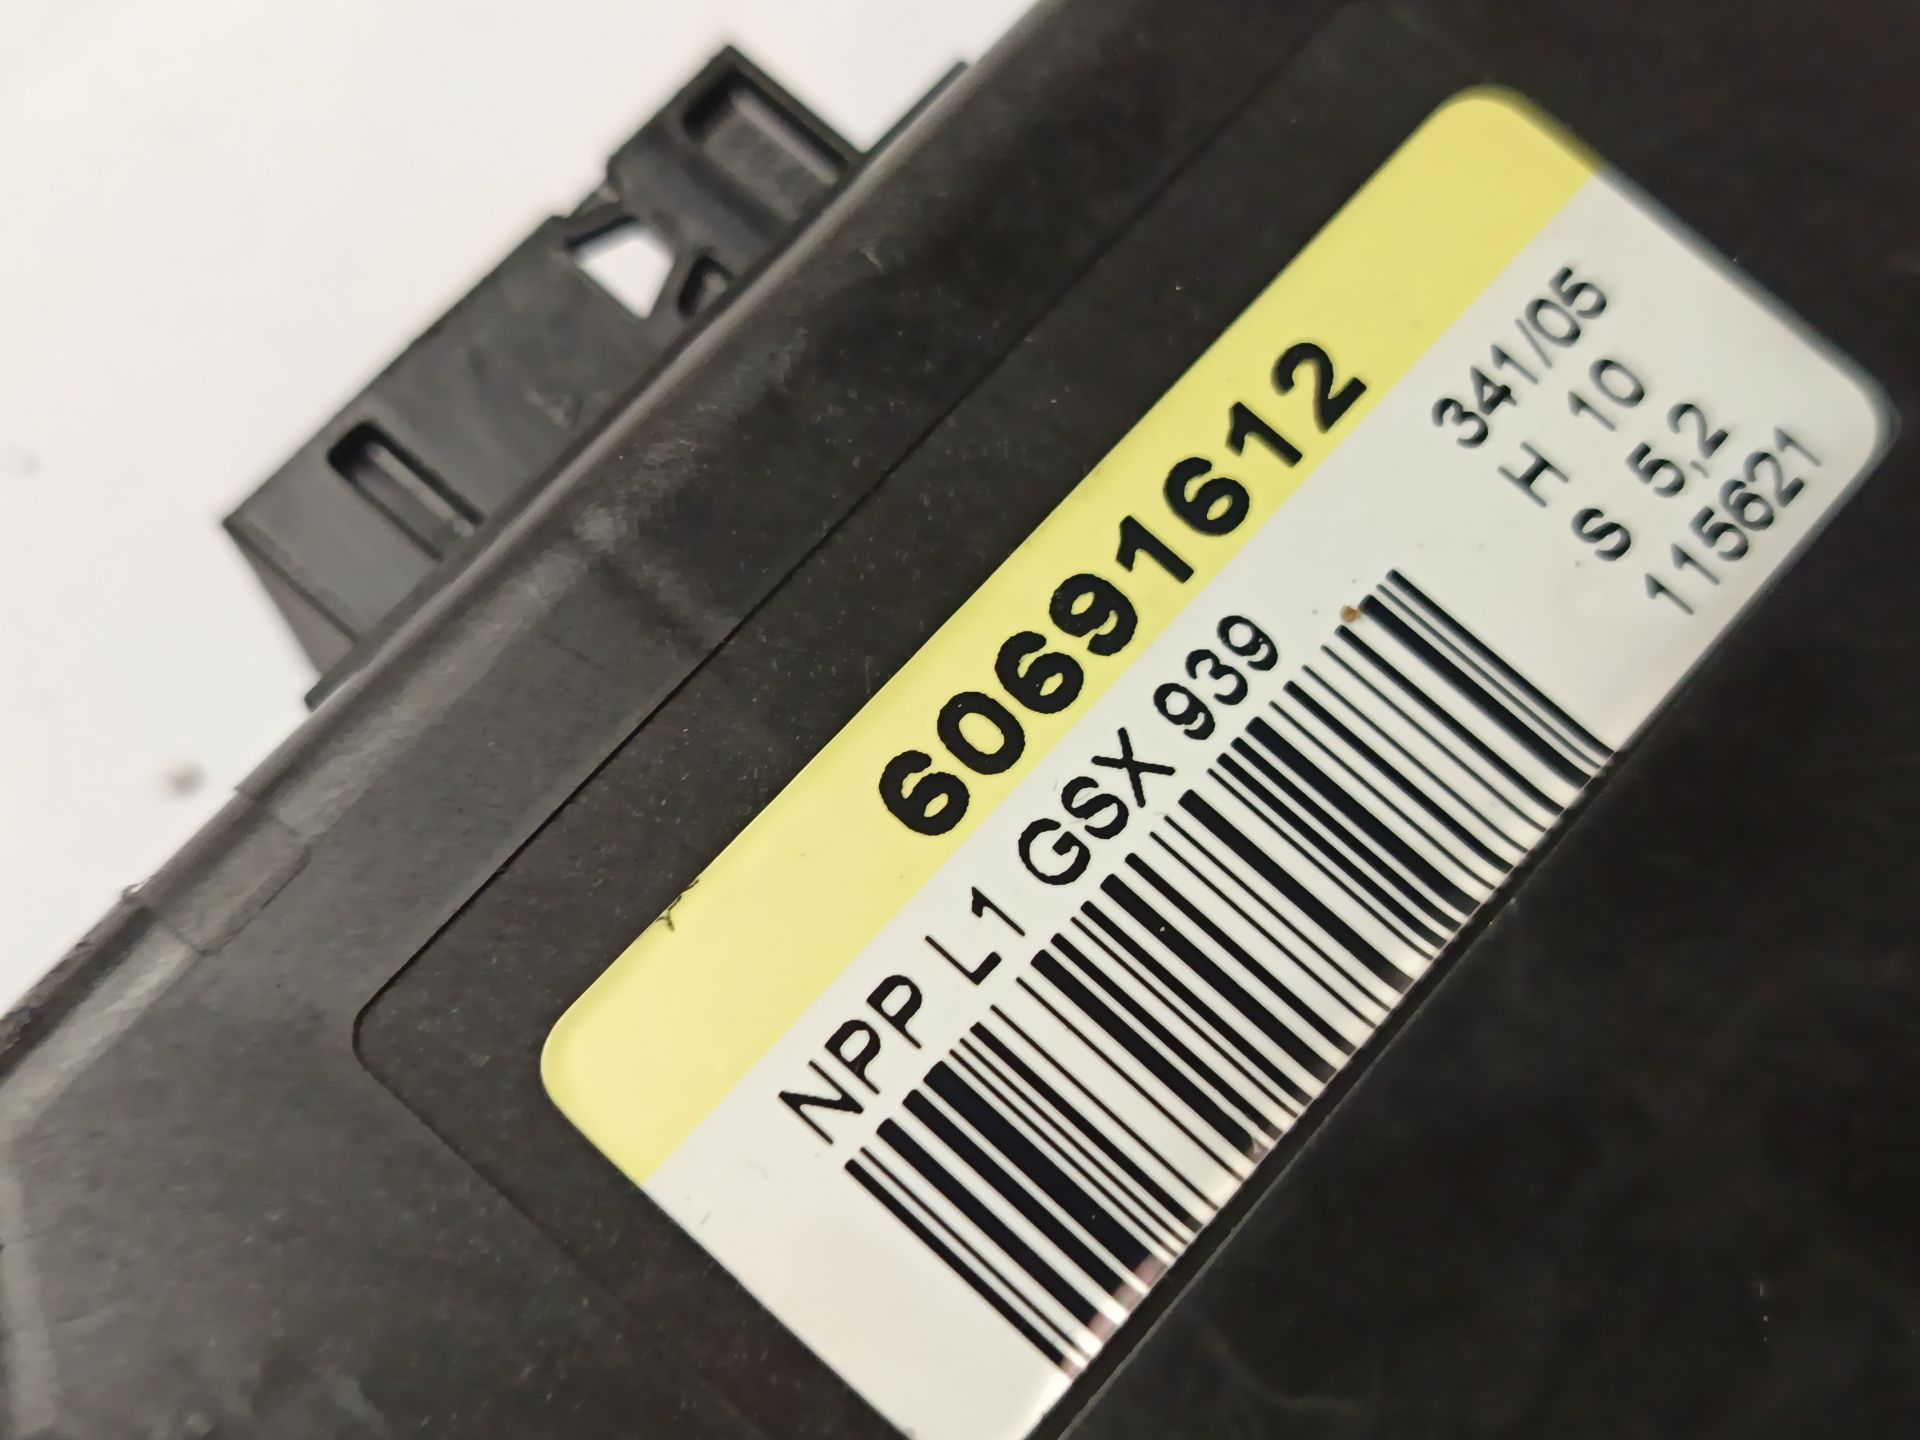 60691612
NPP L1 GSX 939
341/05
H 10
S 5,2
115621